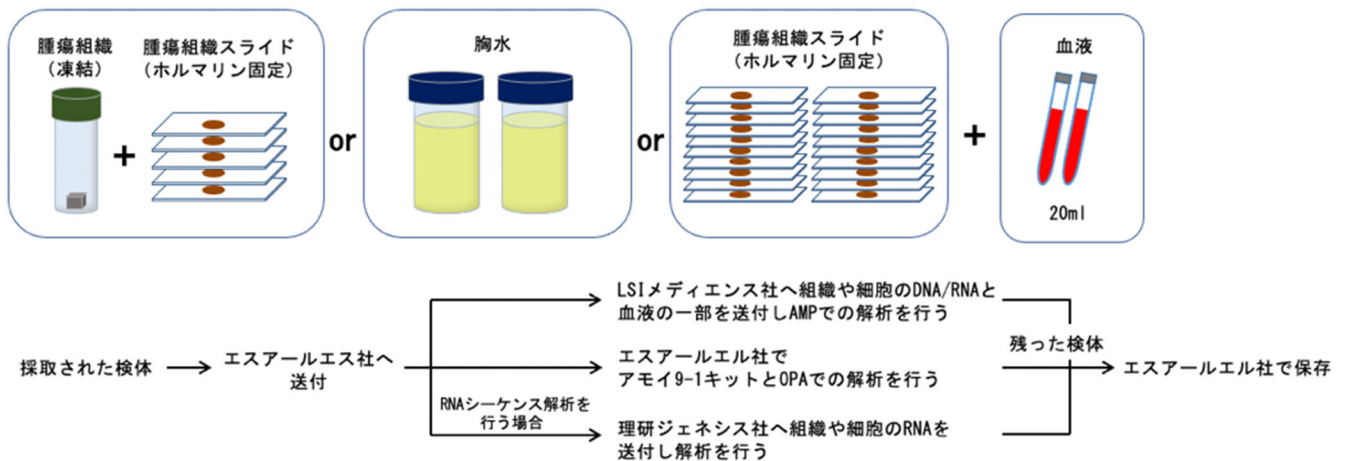 腫瘍組織
(凍結)
+
腫瘍組織スライド
(ホルマリン固定)
or
胸水
or
腫瘍組織スライド
(ホルマリン固定)
+
血液
20ml
採取された検体
エスアールエス社へ
送付
RNAシーケンス解析を
行う場合
LSIメディエンス社へ組織や細胞のDNA/RNAと
血液の一部を送付しAMPでの解析を行う
エスアールエル社で
アモイ9-1キットとOPAでの解析を行う
理研ジェネシス社へ組織や細胞のRNAを
送付し解析を行う
残った検体
エスアールエル社で保存